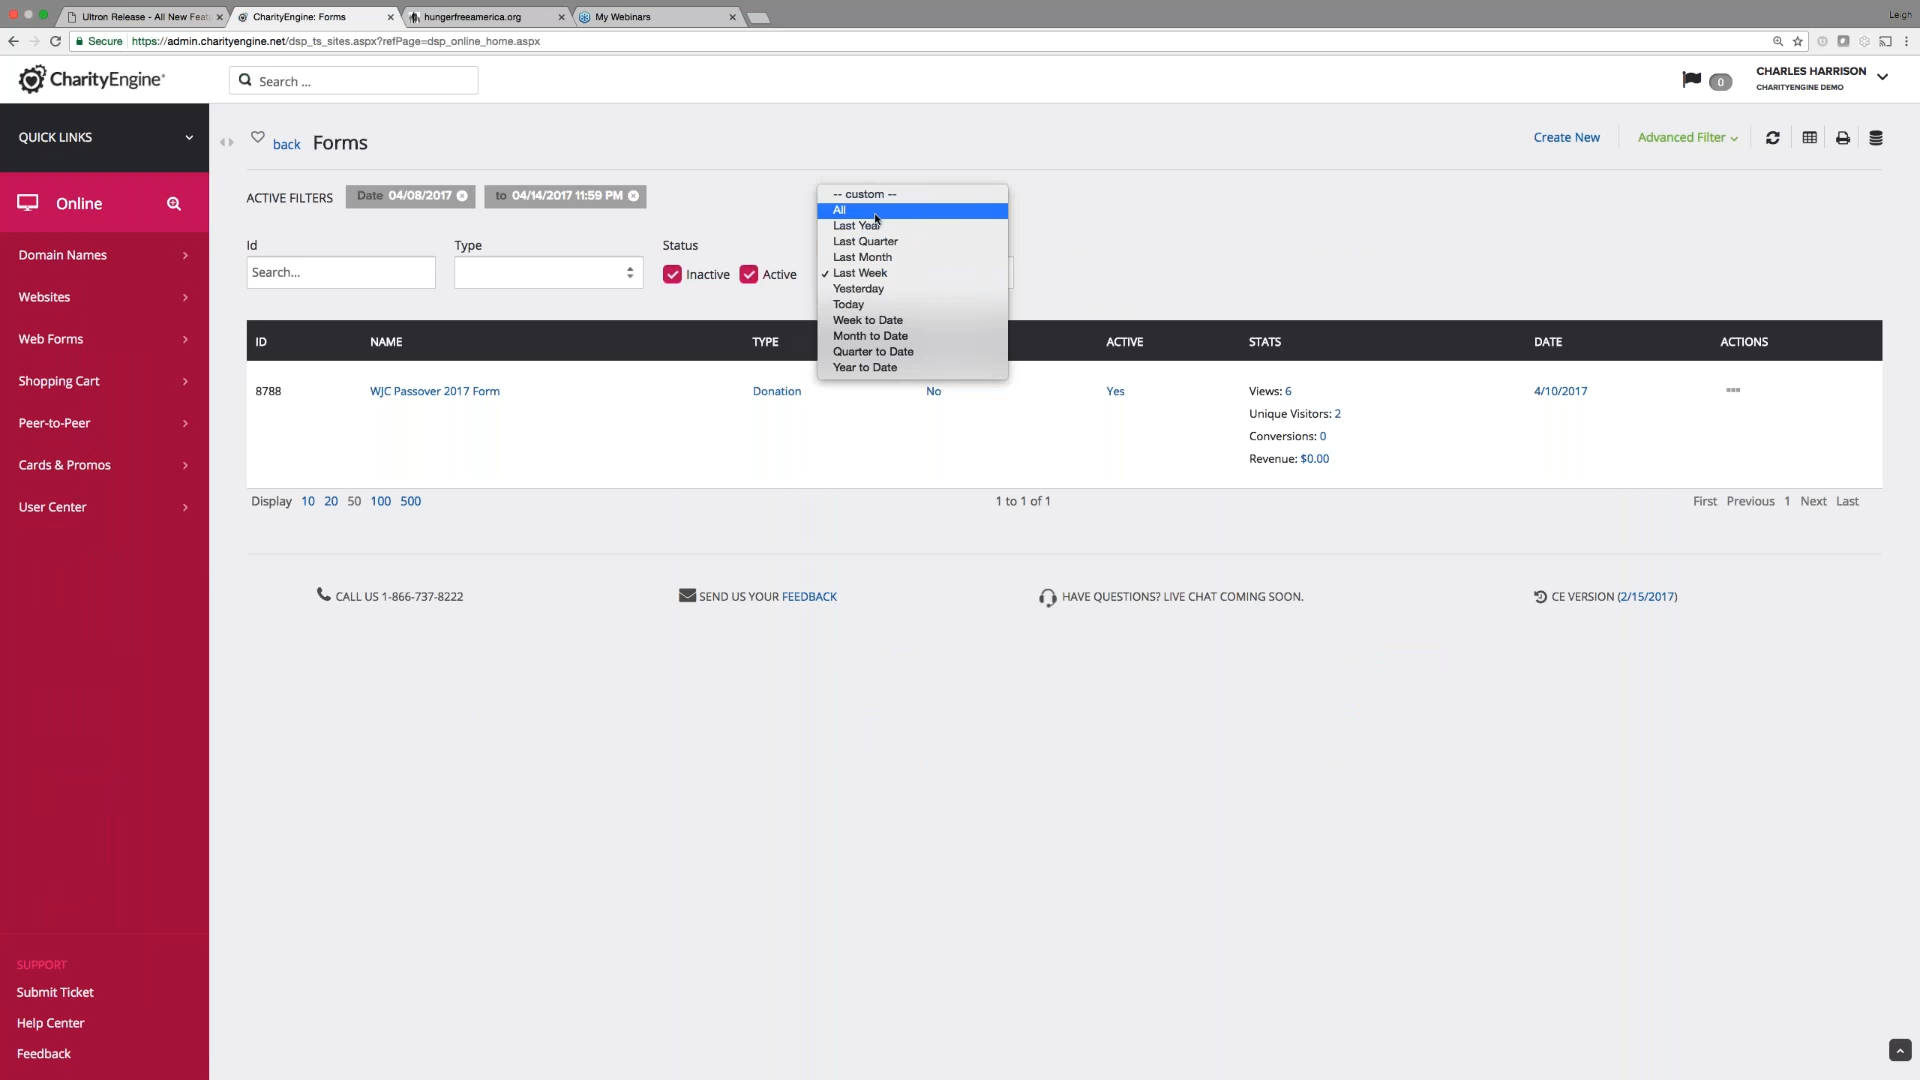 Ultron Release - All New Feat
CharityEngine: Forms
hungerfreeamerica.org
My Webinars
Leigh
Secure
https://admin.charityengine.net/dsp_ts_sites.aspx?refPage=dsp_online_home.aspx
CharityEngine
Search ...
0
CHARLES HARRISON
CHARITYENGINE DEMO
QUICK LINKS
back
Forms
Create New
Advanced Filter
Online
ACTIVE FILTERS
Date 04/08/2017
to 04/14/2017 11:59 PM
-- custom --
All
Last Year
Last Quarter
Last Month
Last Week
Yesterday
Today
Week to Date
Month to Date
Quarter to Date
Year to Date
Id
Type
Status
Search...
Inactive
Active
Domain Names
Websites
Web Forms
Shopping Cart
Peer-to-Peer
Cards & Promos
User Center
ID
NAME
TYPE
ACTIVE
STATS
DATE
ACTIONS
8788
WJC Passover 2017 Form
Donation
No
Yes
Views: 6
Unique Visitors: 2
Conversions: 0
Revenue: $0.00
4/10/2017
Display 10 20 50 100 500
1 to 1 of 1
First Previous 1 Next Last
CALL US 1-866-737-8222
SEND US YOUR FEEDBACK
HAVE QUESTIONS? LIVE CHAT COMING SOON.
CE VERSION (2/15/2017)
SUPPORT
Submit Ticket
Help Center
Feedback